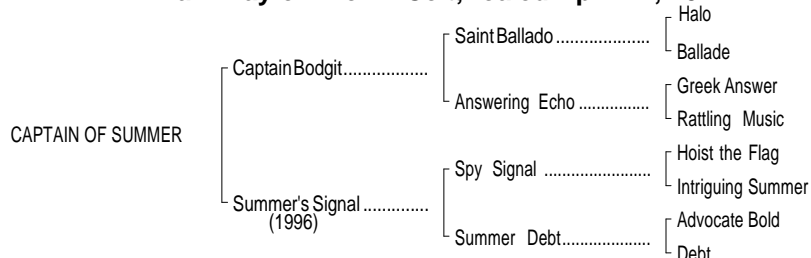 Halo
Saint Ballado ....................
Ballade
Captain Bodgit..................
Greek Answer
Answering Echo ...............
Rattling Music
CAPTAIN OF SUMMER
Hoist the Flag
Spy Signal .......................
Intriguing Summer
Summer's Signal ..............
(1996)
Advocate Bold
Summer Debt...................
Debt